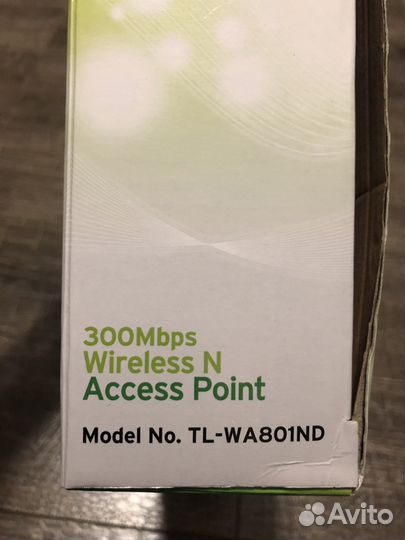 300Mbps
Wireless N
Access Point
Model No. TL-WA801ND
Avito